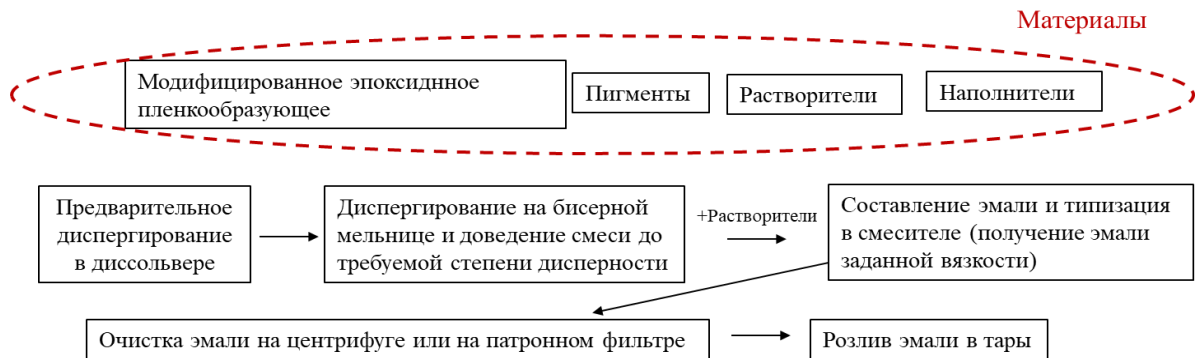 Материалы
Модифицированное эпоксиднное
пленкообразующее
Пигменты
Растворители
Наполнители
Предварительное
диспергирование
в диссольвере
Диспергирование на бисерной
мельнице и доведение смеси до
требуемой степени дисперности
+Растворители
Составление эмали и типизация
в смесителе (получение эмали
заданной вязкости)
Очистка эмали на центрифуге или на патронном фильтре
Розлив эмали в тары